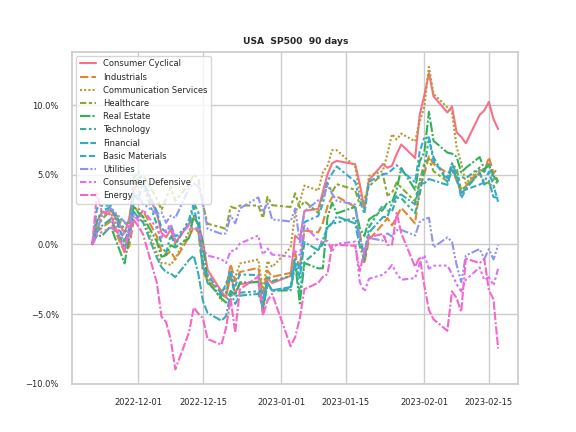 USA SP500 90 days
Consumer Cyclical
Industrials
Communication Services
Healthcare
Real Estate
Technology
Financial
Basic Materials
Utilities
Consumer Defensive
Energy
10.0%
5.0%
0.0%
−5.0%
−10.0%
2022-12-01 2022-12-15 2023-01-01 2023-01-15 2023-02-01 2023-02-15